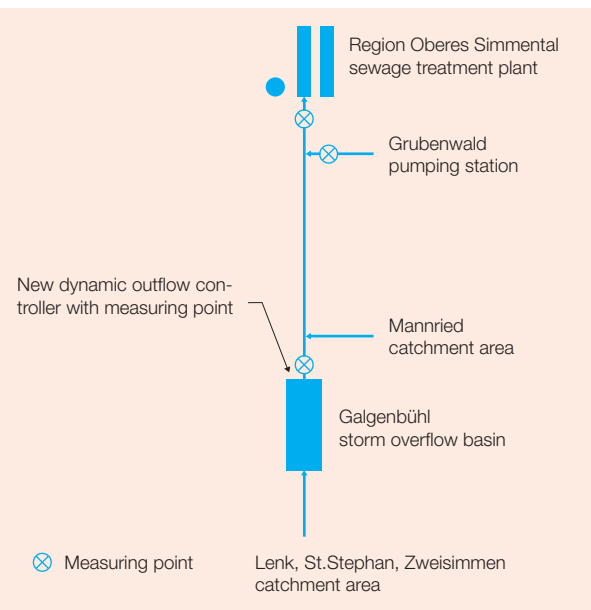 Region Oberes Simmental
sewage treatment plant
Grubenwald
pumping station
New dynamic outflow con-
troller with measuring point
Mannried
catchment area
Galgenbühl
storm overflow basin
Measuring point
Lenk, St.Stephan, Zweisimmen
catchment area